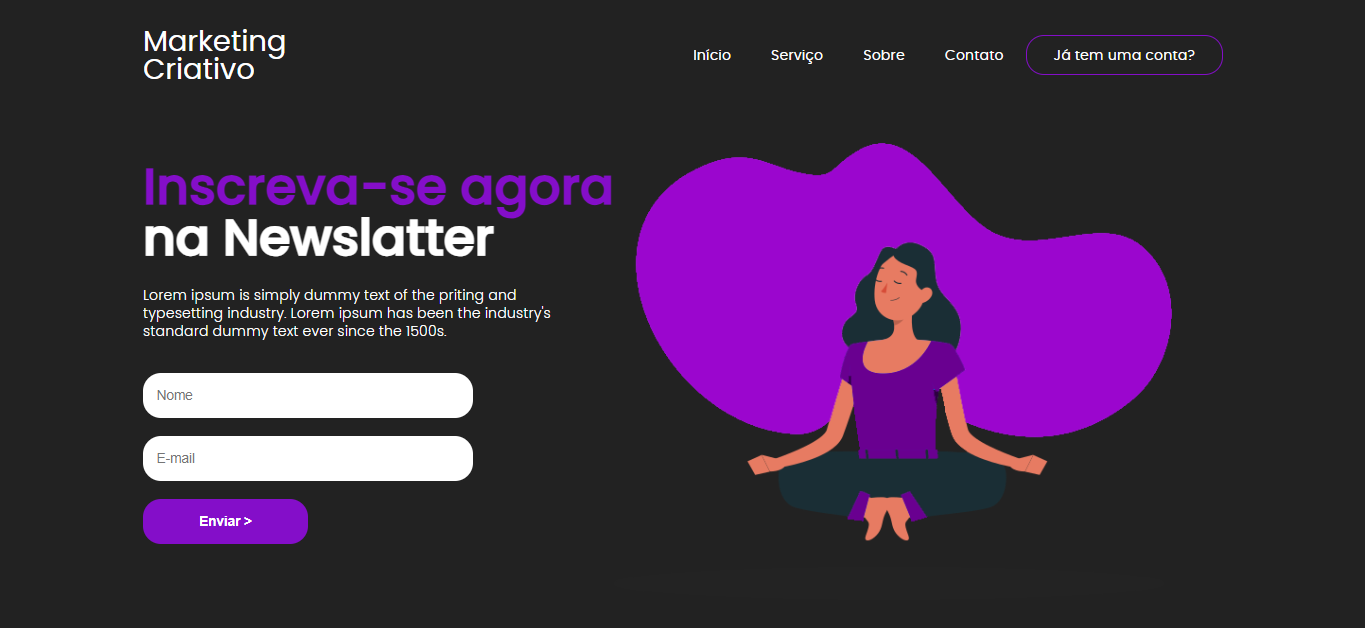 Marketing
Criativo
Início
Serviço
Sobre
Contato
Já tem uma conta?
Inscreva-se agora
na Newslatter
Lorem ipsum is simply dummy text of the priting and
typesetting industry. Lorem ipsum has been the industry's
standard dummy text ever since the 1500s.
Nome
E-mail
Enviar >